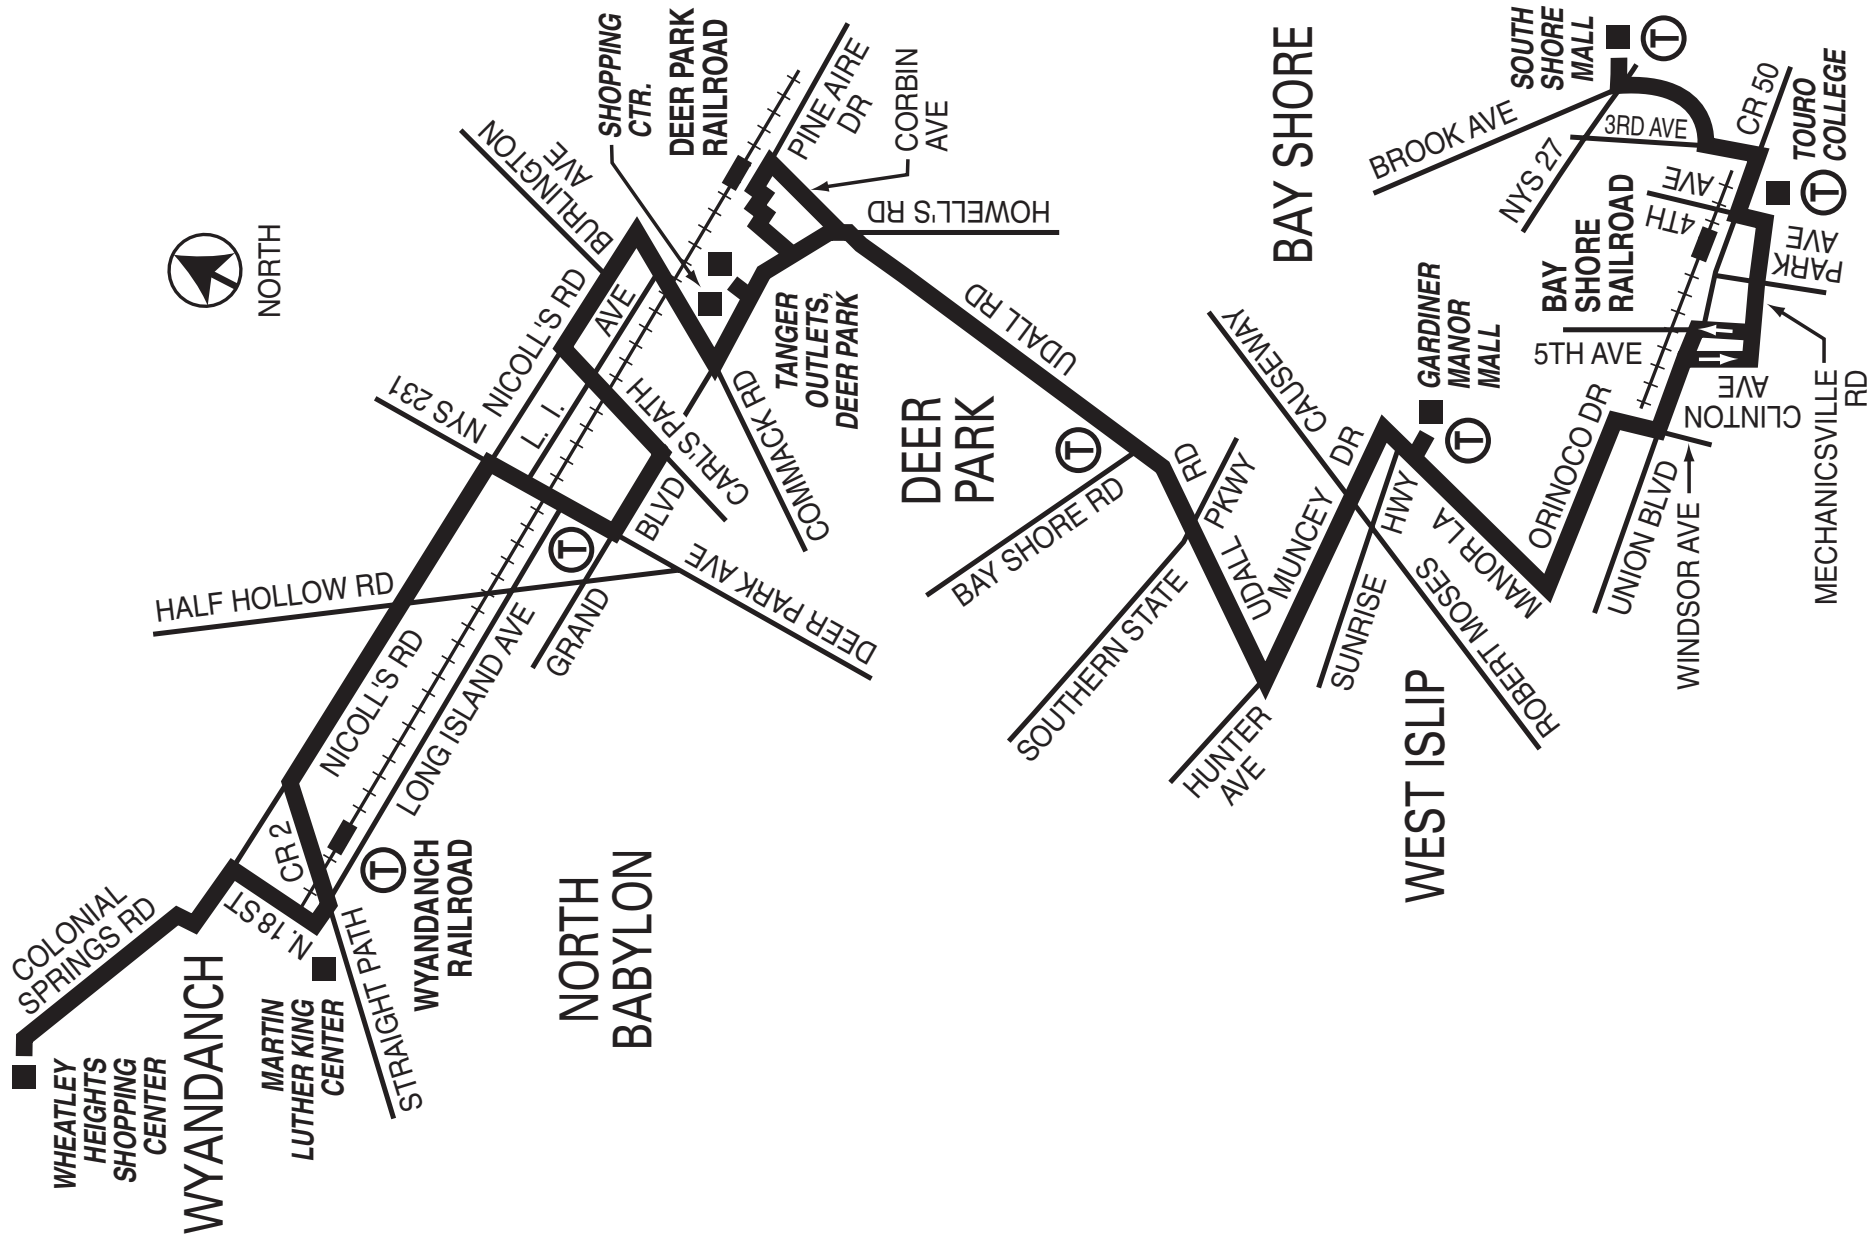 NORTH
COLONIAL
SPRINGS RD
WHEATLEY
HEIGHTS
SHOPPING
CENTER
WYANDANCH
N. 18 ST
CR 2
MARTIN
LUTHER KING
CENTER
STRAIGHT PATH
T
WYANDANCH
RAILROAD
NICOLL'S RD
LONG ISLAND AVE
HALF HOLLOW RD
NORTH
BABYLON
NYS 231
NICOLL'S RD
L. I.
AVE
T
GRAND
BLVD
DEER PARK AVE
CARL'S PATH
COMMACK RD
BURLINGTON
AVE
SHOPPING
CTR.
DEER PARK
RAILROAD
PINE AIRE
DR
CORBIN
AVE
HOWELL'S RD
TANGER
OUTLETS,
DEER PARK
DEER
PARK
UDALL RD
T
BAY SHORE RD
SOUTHERN STATE
PKWY
UDALL
RD
HUNTER
AVE
MUNCEY
DR
CAUSEWAY
ROBERT MOSES
SUNRISE
HWY
WEST ISLIP
GARDINER
MANOR
MALL
T
MANOR LA
ORINOCO DR
UNION BLVD
WINDSOR AVE
CLINTON
AVE
5TH AVE
MECHANICSVILLE
RD
BAY SHORE
BAY
SHORE
RAILROAD
4TH
AVE
PARK
AVE
T
TOURO
COLLEGE
CR 50
3RD AVE
NYS 27
BROOK AVE
SOUTH
SHORE
MALL
T